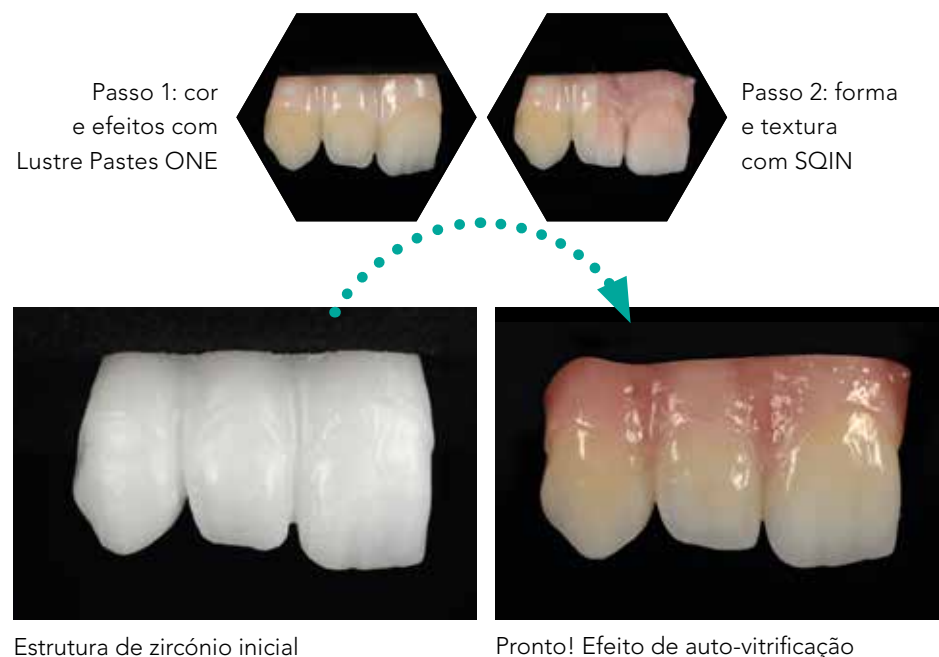 Passo 1: cor
e efeitos com
Lustre Pastes ONE
Passo 2: forma
e textura
com SQIN
Estrutura de zircónio inicial
Pronto! Efeito de auto-vitrificação